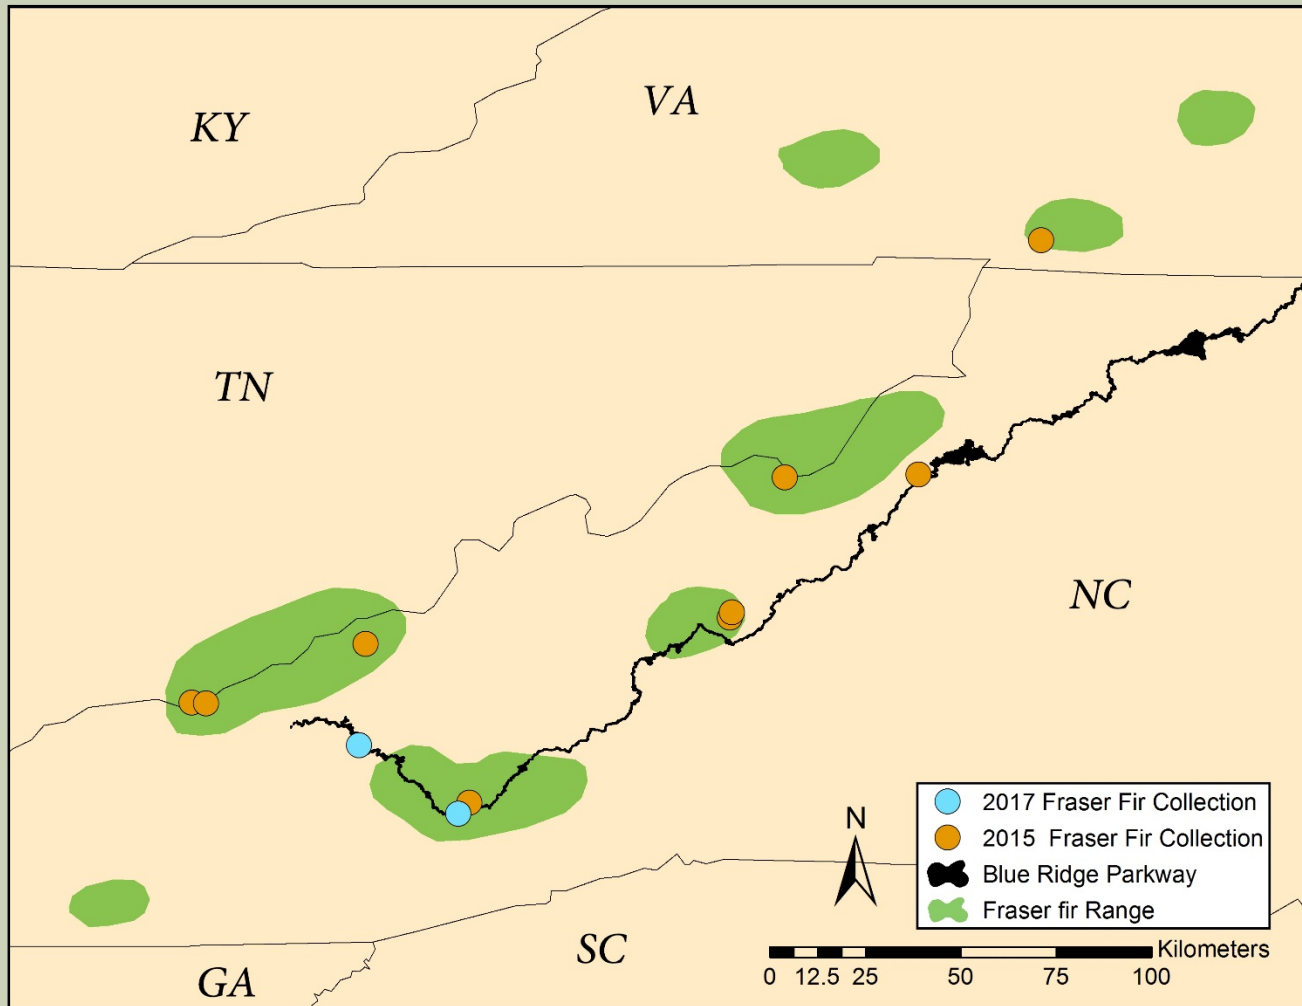 KY
VA
TN
NC
2017 Fraser Fir Collection
2015 Fraser Fir Collection
Blue Ridge Parkway
Fraser fir Range
N
SC
GA
Kilometers
0 12.5 25 50 75 100